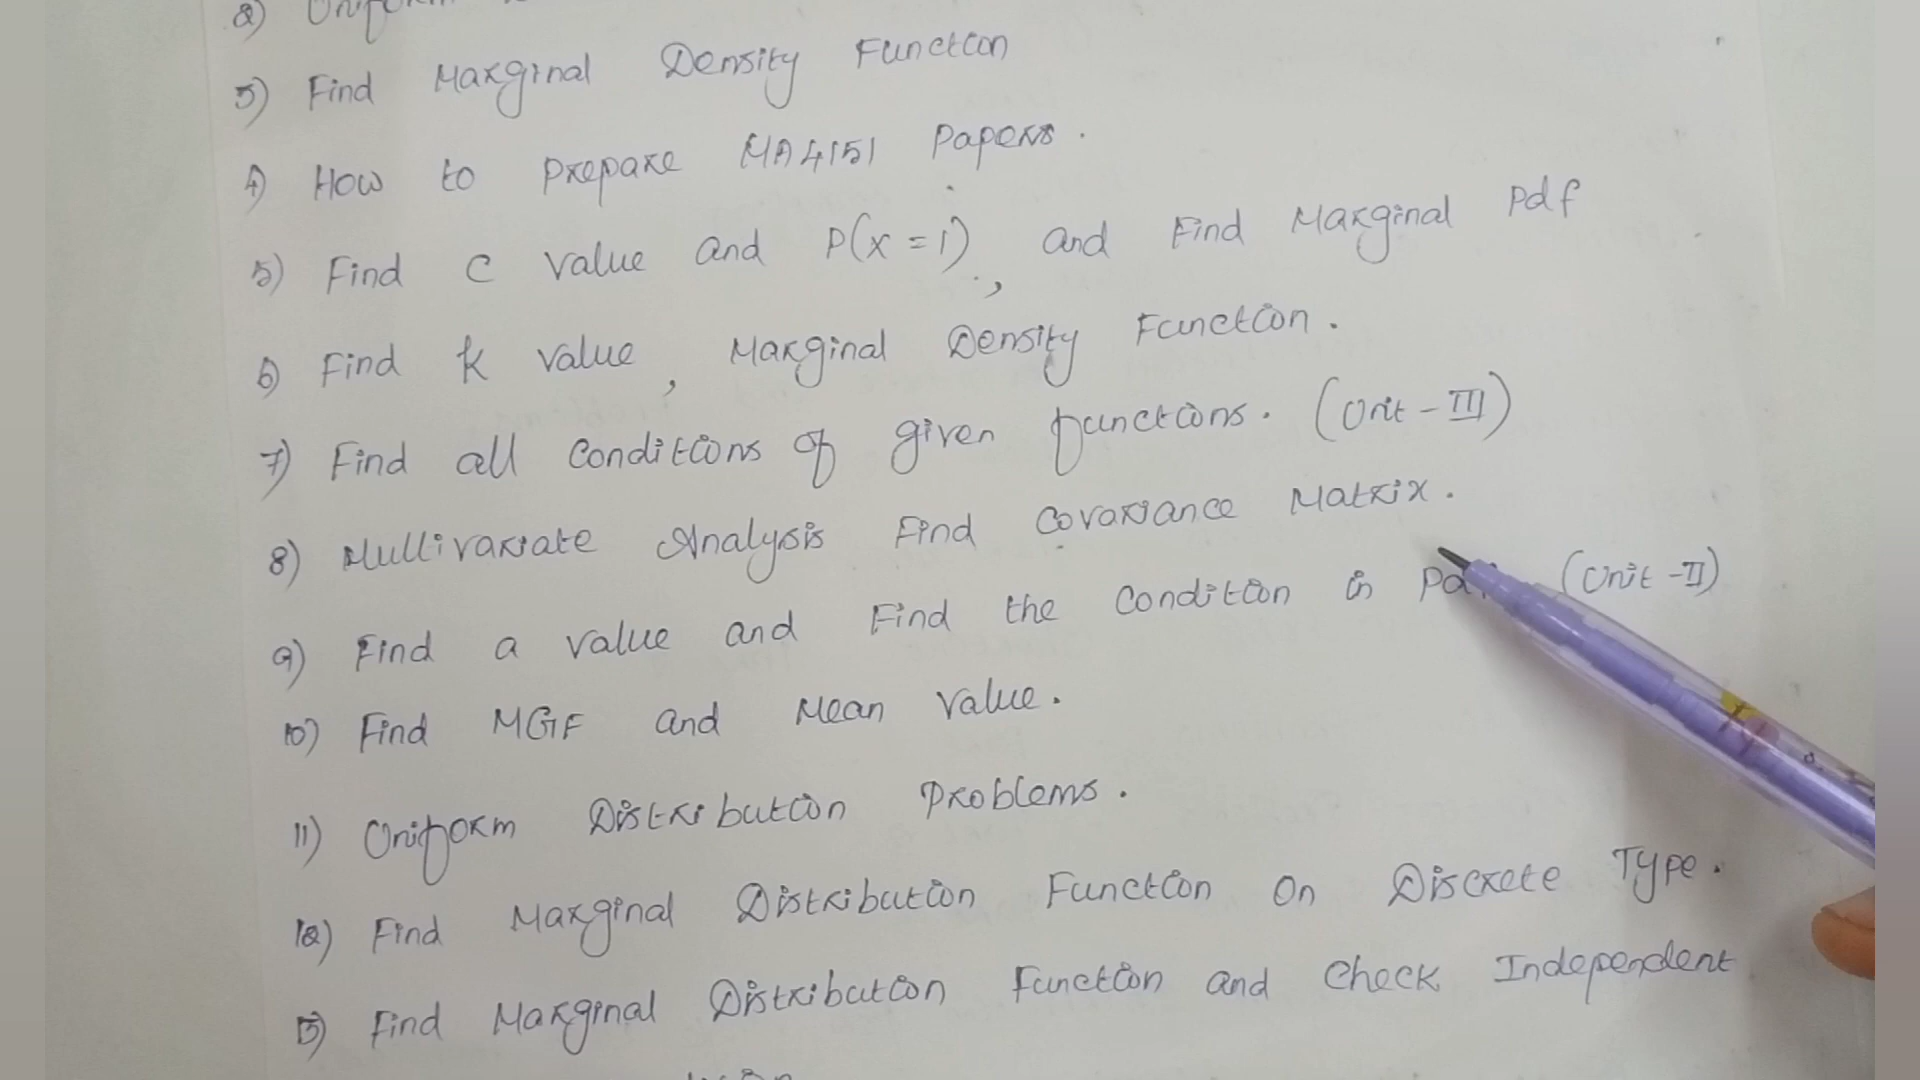 2) Uniform
3) Find Marginal Density Function
4) How to prepare MA4151 Papers.
5) Find C value and P(x=1), and Find Marginal Pdf
6) Find k value, Marginal Density Function.
7) Find all conditions of given functions. (Unit-III)
8) Multivariate Analysis Find Covariance Matrix.
9) Find a value and Find the condition in (Unit-II)
10) Find MGF and Mean value.
11) Uniform Distribution Problems.
12) Find Marginal Distribution Function On Discrete Type.
13) Find Marginal Distribution Function and check Independent